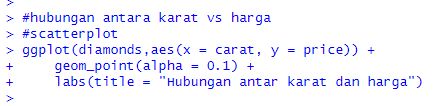 >
> #hubungan antara karat vs harga
> #scatterplot
> ggplot(diamonds,aes(x = carat, y = price)) +
+     geom_point(alpha = 0.1) +
+     labs(title = "Hubungan antar karat dan harga")
>